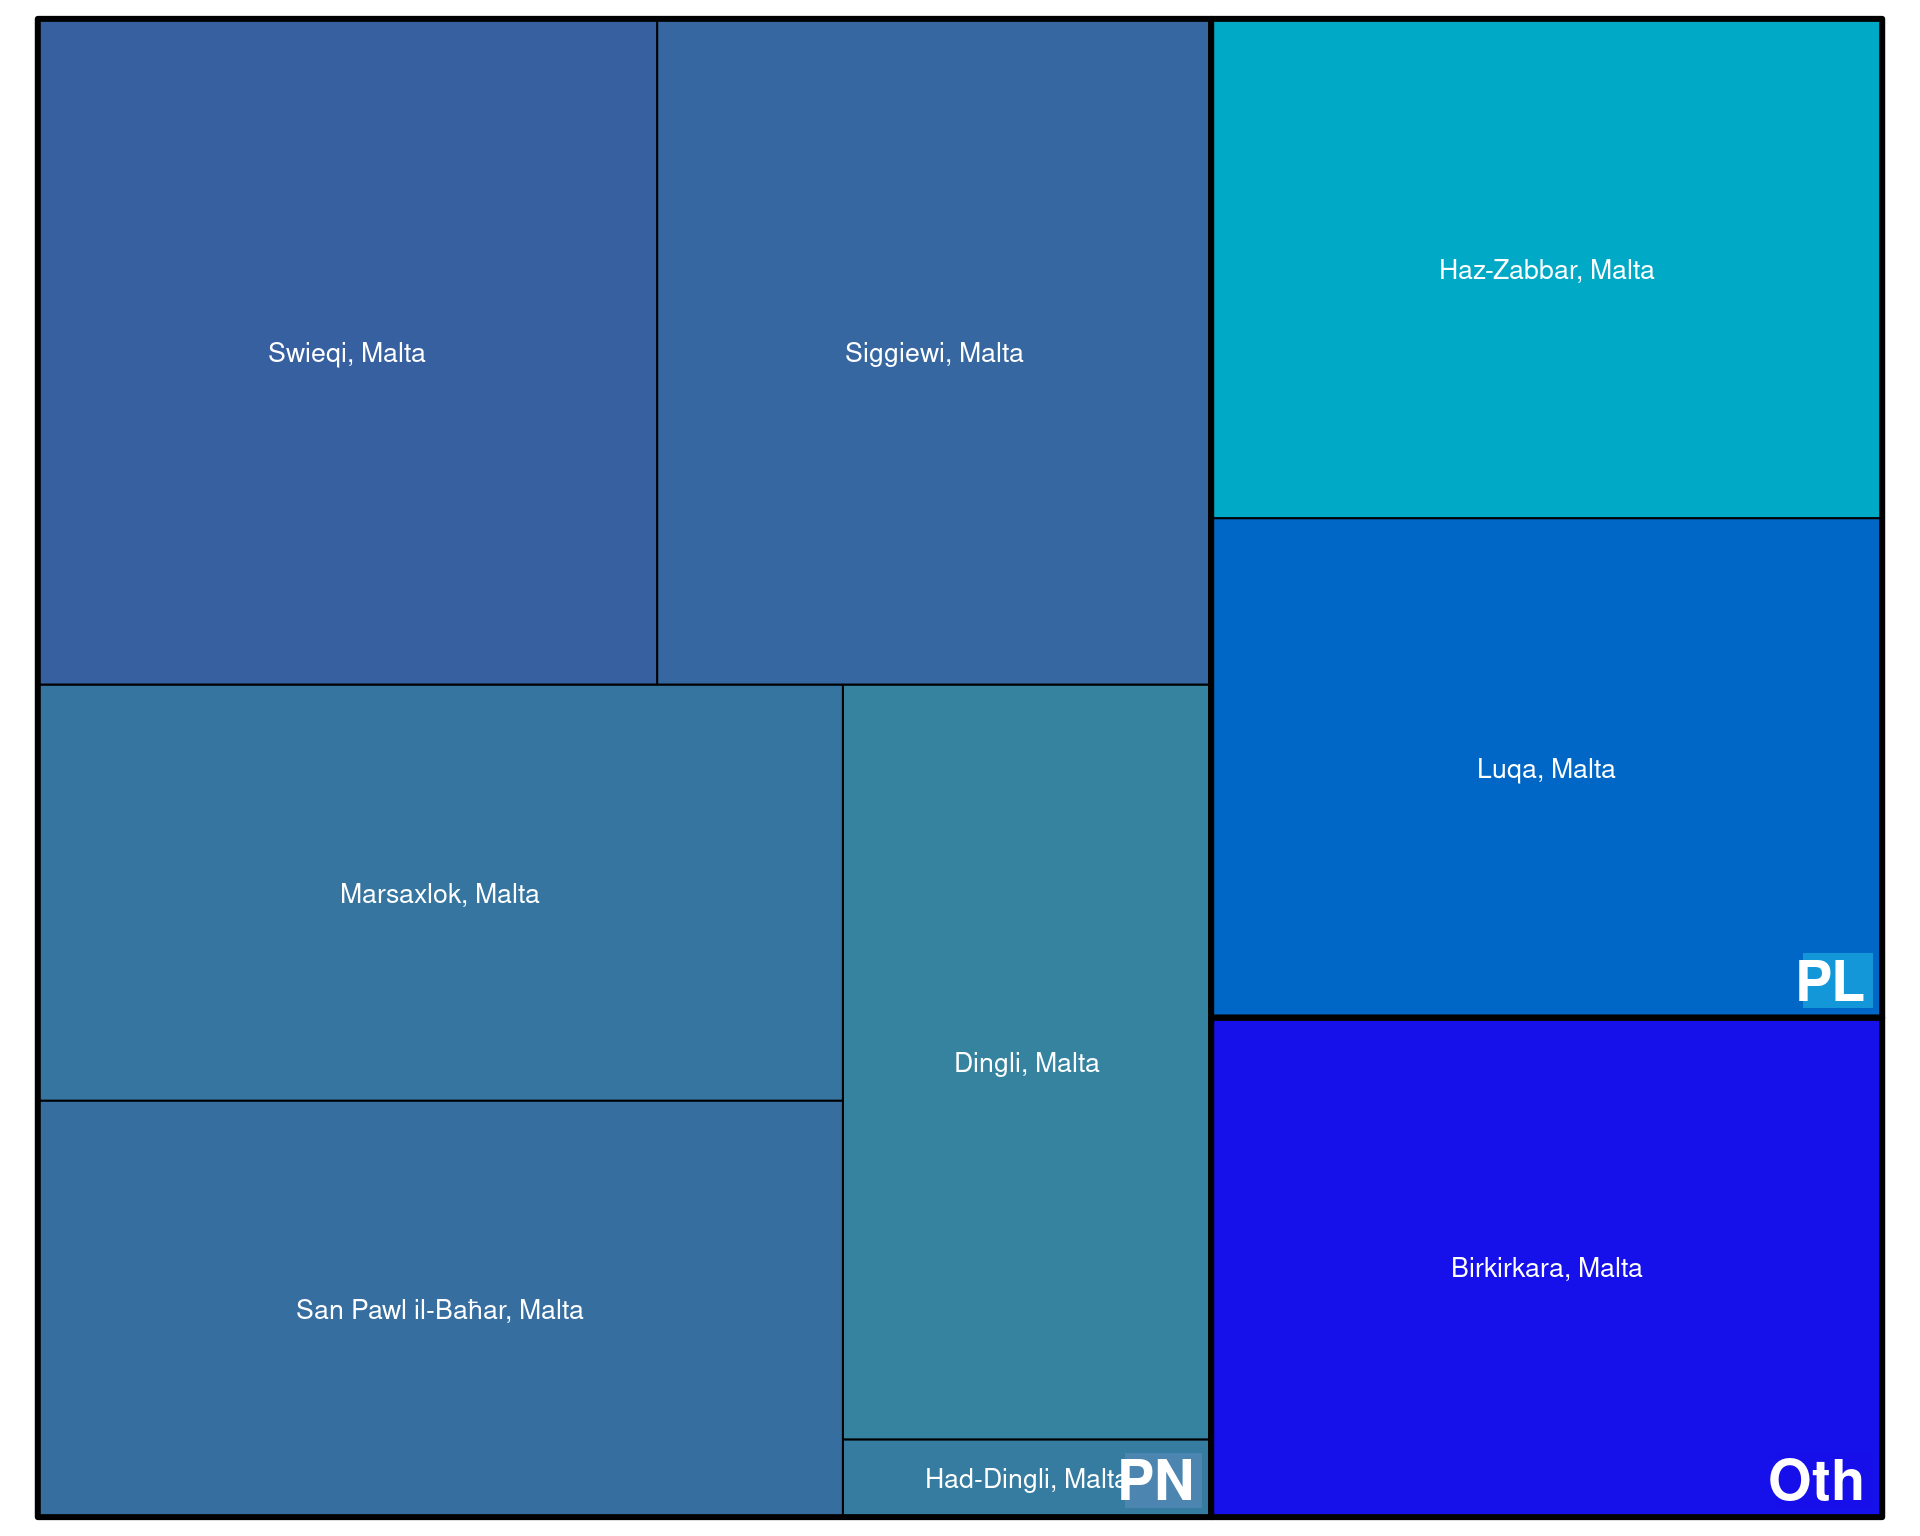 Swieqi, Malta
Siggiewi, Malta
Haz-Zabbar, Malta
Luqa, Malta
PL
Marsaxlok, Malta
Dingli, Malta
San Pawl il-Baħar, Malta
Birkirkara, Malta
Had-Dingli, Malta
PN
Oth